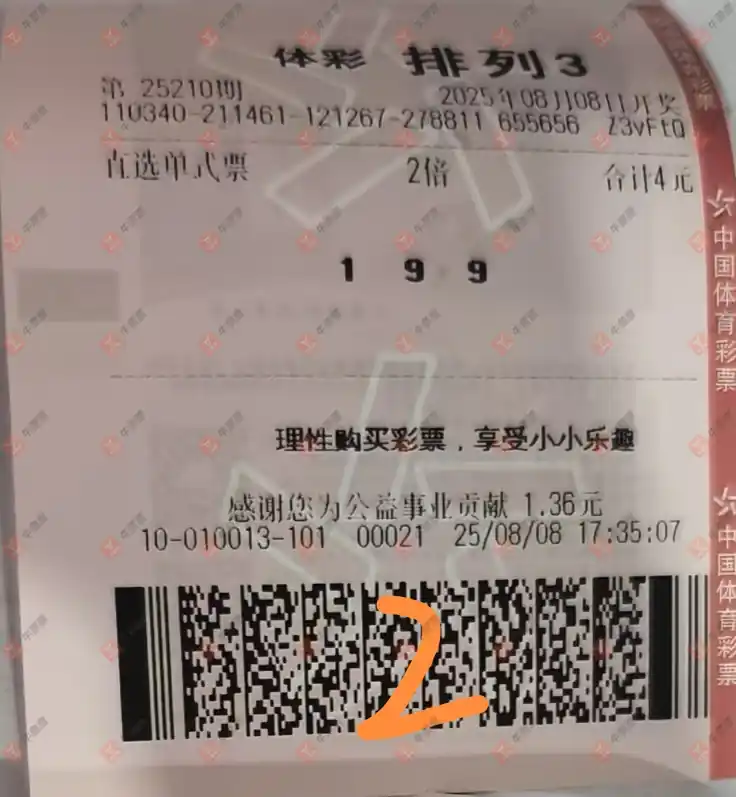 体彩 排列3
第 25210期 2025年08月08日开奖
110340-211461-121267-278811 655656 Z3vFtQ
直选单式票 2倍 合计4元
1 9 9
理性购买彩票，享受小小乐趣
感谢您为公益事业贡献 1.36元
10-010013-101 00021 25/08/08 17:35:07
2
中国体育彩票
中国体育彩票